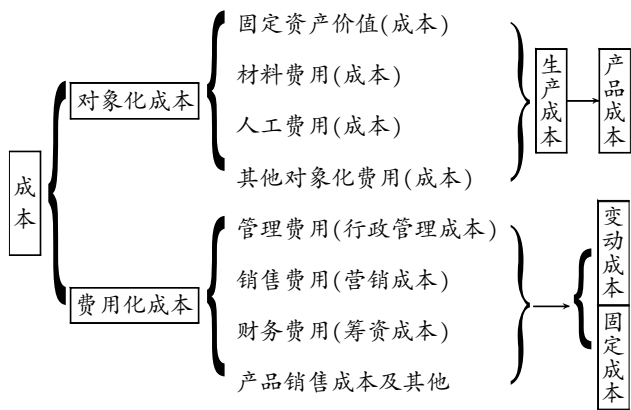 成本
对象化成本
固定资产价值(成本)
材料费用(成本)
人工费用(成本)
其他对象化费用(成本)
生产成本
产品成本
费用化成本
管理费用(行政管理成本)
销售费用(营销成本)
财务费用(筹资成本)
产品销售成本及其他
变动成本
固定成本